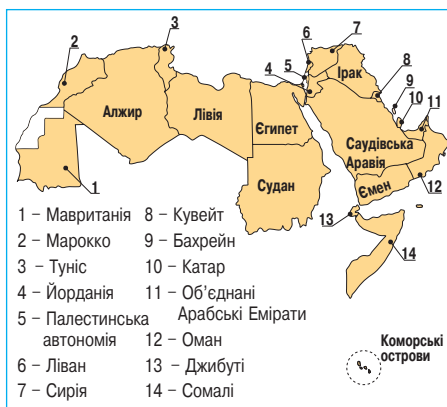 3
6
7
2
5
4
Ірак
8
9
10
11
Алжир
Лівія
Єгипет
Саудівська
Аравія
Судан
Ємен
1
12
13
14
1 – Мавританія
2 – Марокко
3 – Туніс
4 – Йорданія
5 – Палестинська
автономія
6 – Ліван
7 – Сирія
8 – Кувейт
9 – Бахрейн
10 – Катар
11 – Об’єднані
Арабські Емірати
12 – Оман
13 – Джибуті
14 – Сомалі
Коморські
острови